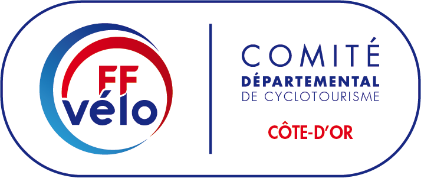 FF
vélo
COMITÉ
DÉPARTEMENTAL
DE CYCLOTOURISME
CÔTE-D'OR